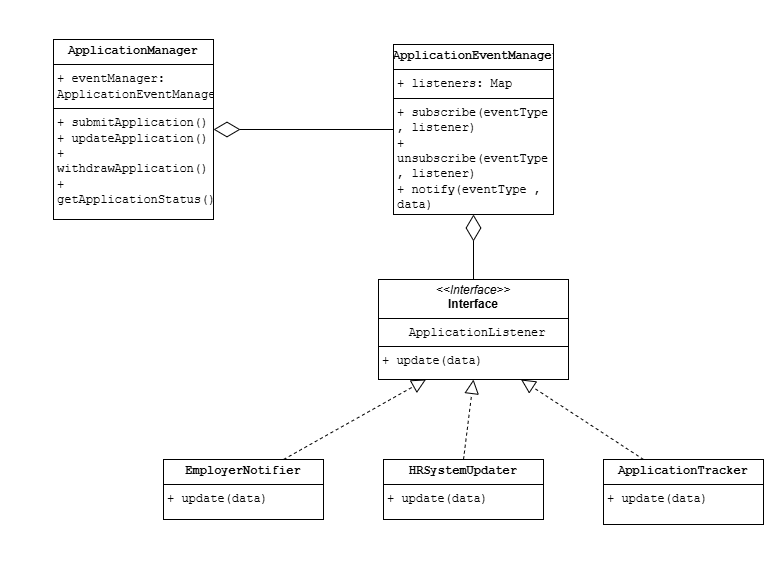 ApplicationManager
+ eventManager:
ApplicationEventManage
+ submitApplication()
+ updateApplication()
+
withdrawApplication()
+
getApplicationStatus()
ApplicationEventManage
+ listeners: Map
+ subscribe(eventType
, listener)
+
unsubscribe(eventType
, listener)
+ notify(eventType ,
data)
<<Interface>>
Interface
ApplicationListener
+ update(data)
EmployerNotifier
+ update(data)
HRSystemUpdater
+ update(data)
ApplicationTracker
+ update(data)